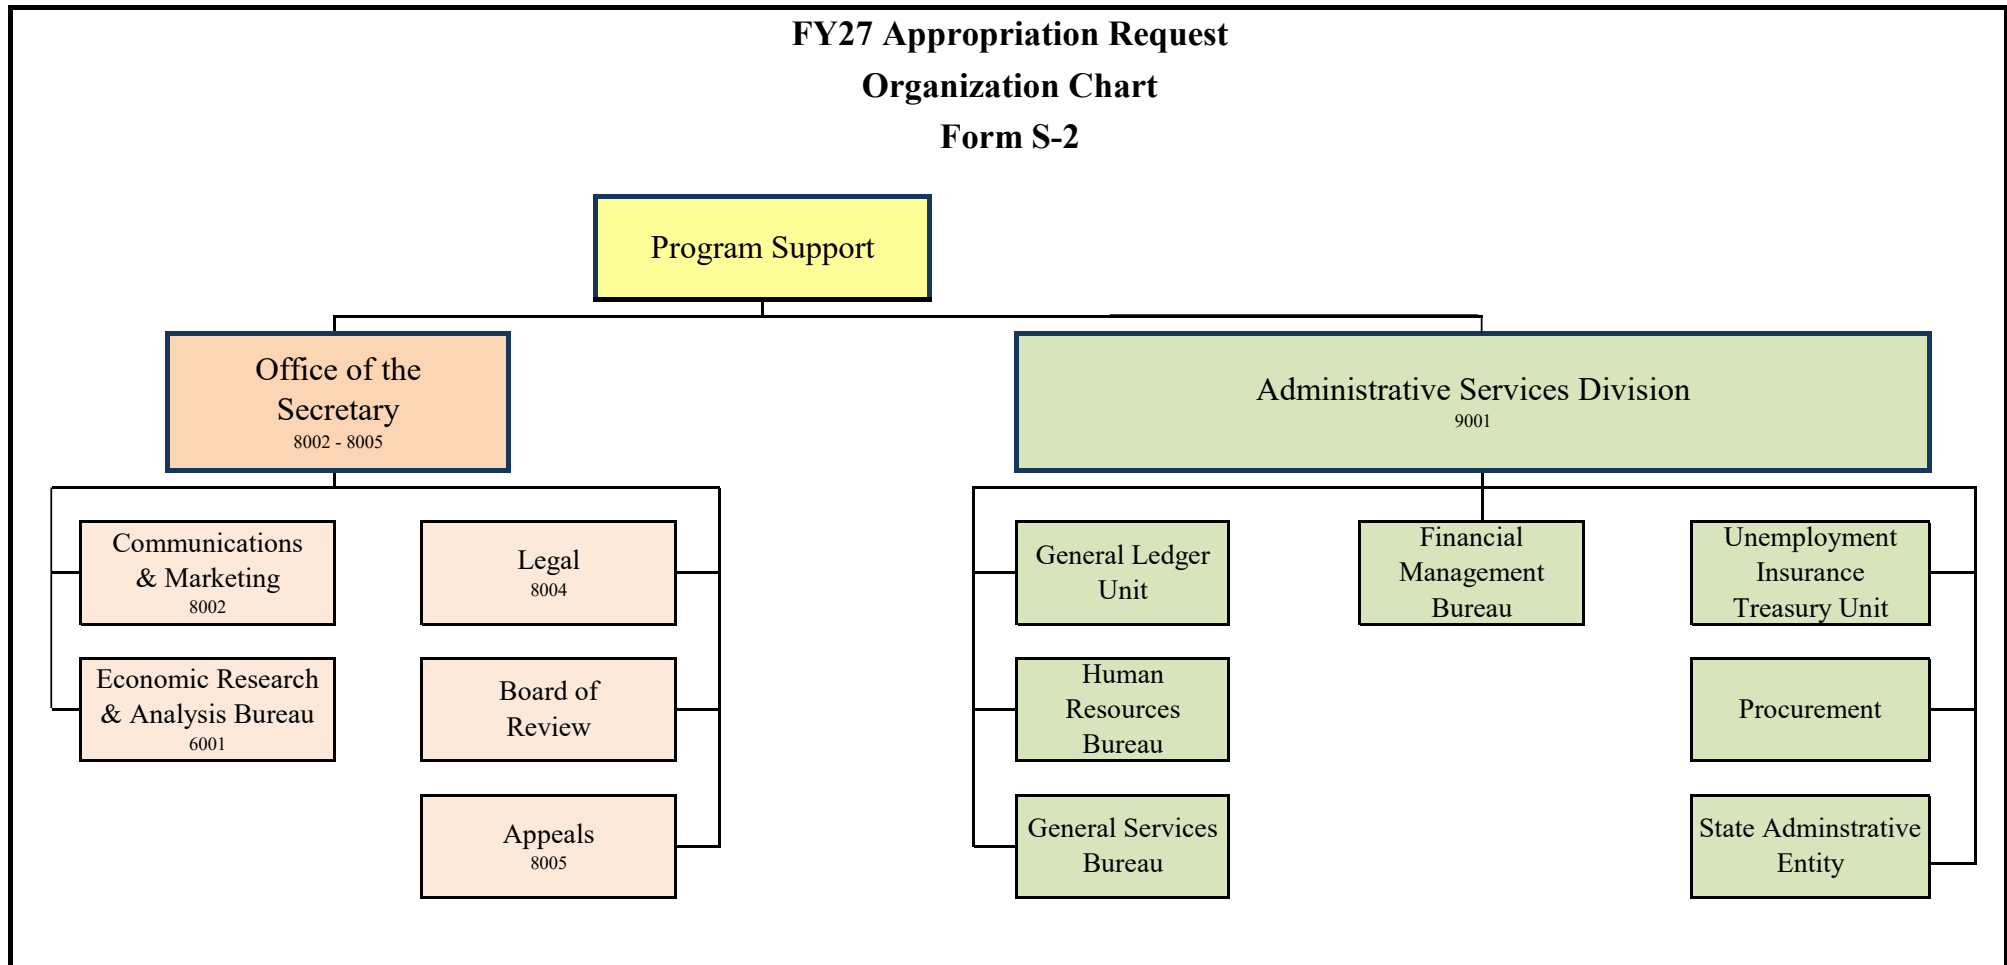 FY27 Appropriation Request
Organization Chart
Form S-2
Program Support
Office of the
Secretary
8002 - 8005
Administrative Services Division
9001
Communications
& Marketing
8002
Legal
8004
Economic Research
& Analysis Bureau
6001
Board of
Review
Appeals
8005
General Ledger
Unit
Financial
Management
Bureau
Unemployment
Insurance
Treasury Unit
Human
Resources
Bureau
Procurement
General Services
Bureau
State Adminstrative
Entity